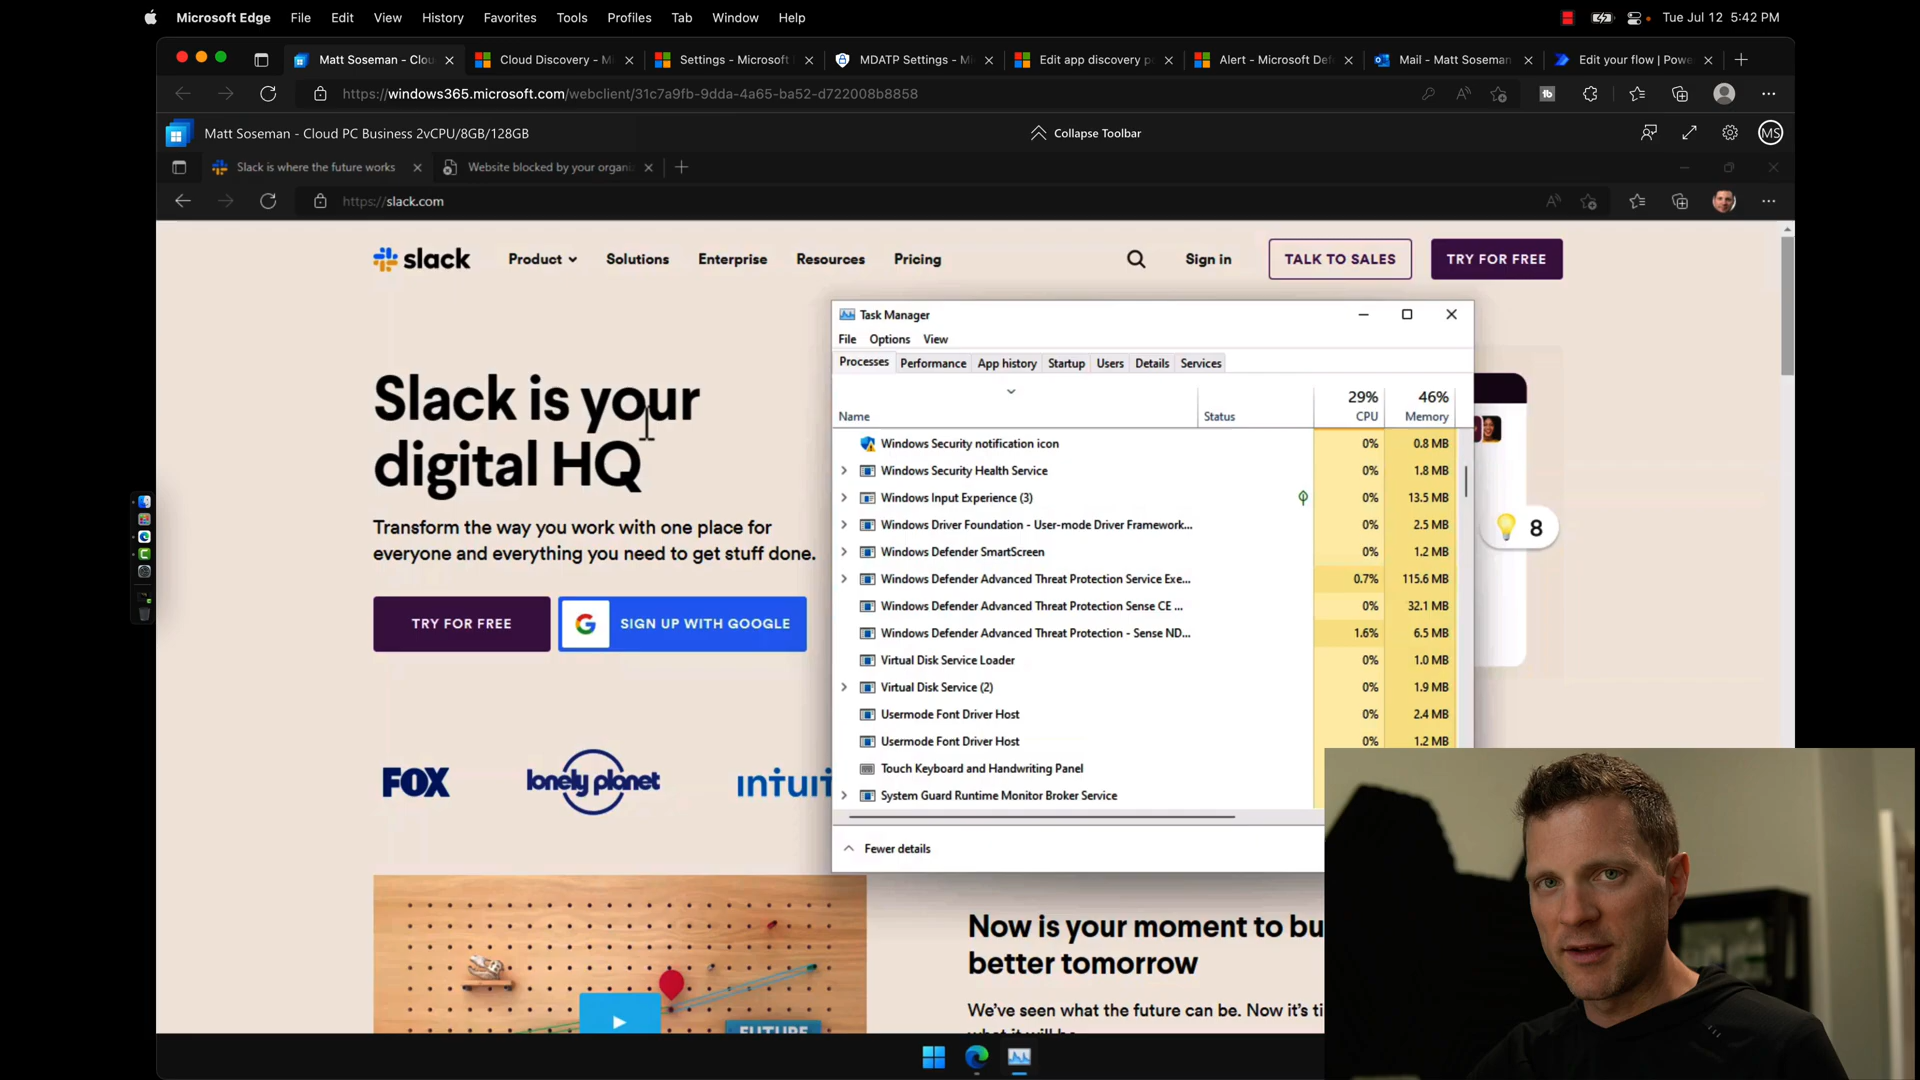 Microsoft Edge File Edit View History Favorites Tools Profiles Tab Window Help Tue Jul 12 5:42 PM
Matt Soseman - Clou Cloud Discovery - M Settings - Microsoft MDATP Settings - Mi Edit app discovery p Alert - Microsoft Def Mail - Matt Soseman Edit your flow | Powe
https://windows365.microsoft.com/webclient/31c7a9fb-9dda-4a65-ba52-d722008b8858
Matt Soseman - Cloud PC Business 2vCPU/8GB/128GB Collapse Toolbar MS
Slack is where the future works Website blocked by your organi
https://slack.com
slack Product Solutions Enterprise Resources Pricing Sign in TALK TO SALES TRY FOR FREE
Slack is your
digital HQ
Transform the way you work with one place for
everyone and everything you need to get stuff done.
TRY FOR FREE SIGN UP WITH GOOGLE
FOX lonely planet intuit
Task Manager
File Options View
Processes Performance App history Startup Users Details Services
29% 46%
Name Status CPU Memory
Windows Security notification icon 0% 0.8 MB
Windows Security Health Service 0% 1.8 MB
Windows Input Experience (3) 0% 13.5 MB
Windows Driver Foundation - User-mode Driver Framework... 0% 2.5 MB
Windows Defender SmartScreen 0% 1.2 MB
Windows Defender Advanced Threat Protection Service Exe... 0.7% 115.6 MB
Windows Defender Advanced Threat Protection Sense CE ... 0% 32.1 MB
Windows Defender Advanced Threat Protection - Sense ND... 1.6% 6.5 MB
Virtual Disk Service Loader 0% 1.0 MB
Virtual Disk Service (2) 0% 1.9 MB
Usermode Font Driver Host 0% 2.4 MB
Usermode Font Driver Host 0% 1.2 MB
Touch Keyboard and Handwriting Panel
System Guard Runtime Monitor Broker Service
Fewer details
8
Now is your moment to bu
better tomorrow
We've seen what the future can be. Now it's ti
what it will be
FUTURE